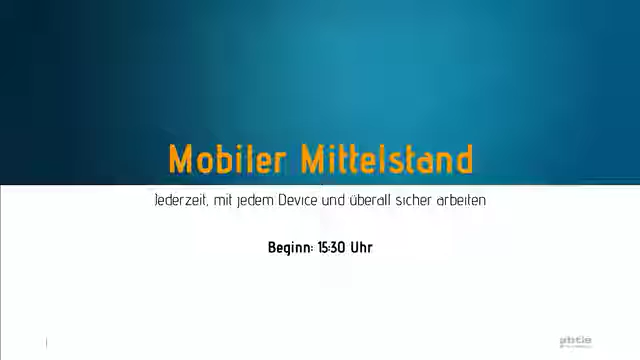 Mobiler Mittelstand
Jederzeit, mit jedem Device und überall sicher arbeiten
Beginn: 15:30 Uhr